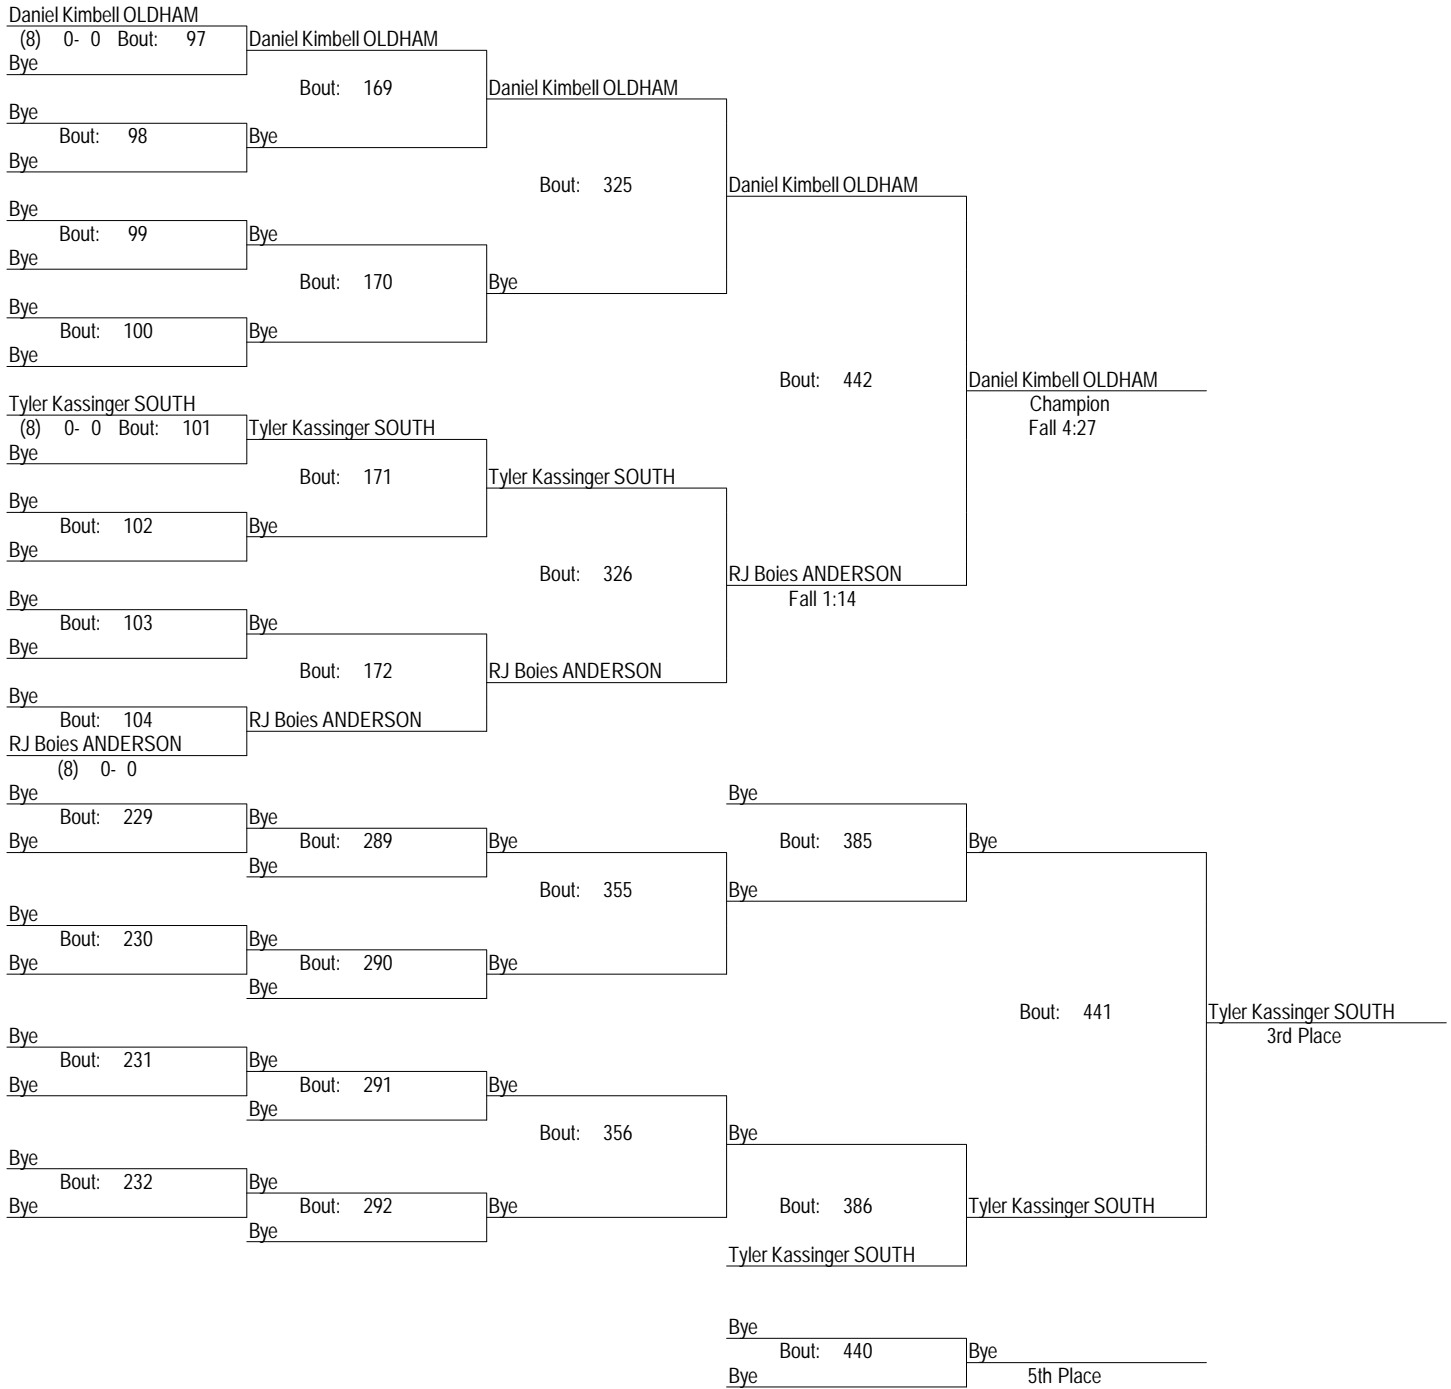 Daniel Kimbell OLDHAM
(8) 0- 0 Bout: 97 Daniel Kimbell OLDHAM
Bye
Bout: 169 Daniel Kimbell OLDHAM
Bye
Bout: 98 Bye
Bye
Bout: 325 Daniel Kimbell OLDHAM
Bye
Bout: 99 Bye
Bye
Bout: 170 Bye
Bye
Bout: 100 Bye
Bye
Bout: 442 Daniel Kimbell OLDHAM
Tyler Kassinger SOUTH
Champion
(8) 0- 0 Bout: 101 Tyler Kassinger SOUTH
Fall 4:27
Bye
Bout: 171 Tyler Kassinger SOUTH
Bye
Bout: 102 Bye
Bye
Bout: 326 RJ Boies ANDERSON
Bye
Fall 1:14
Bout: 103 Bye
Bye
Bout: 172 RJ Boies ANDERSON
Bye
Bout: 104 RJ Boies ANDERSON
RJ Boies ANDERSON
(8) 0- 0
Bye
Bye
Bout: 229 Bye
Bye
Bout: 289 Bye
Bout: 385 Bye
Bye
Bout: 355 Bye
Bye
Bout: 230 Bye
Bye
Bout: 290 Bye
Bye
Bout: 441 Tyler Kassinger SOUTH
Bye
3rd Place
Bout: 231 Bye
Bye
Bout: 291 Bye
Bye
Bout: 356 Bye
Bye
Bout: 232 Bye
Bye
Bout: 292 Bye
Bout: 386 Tyler Kassinger SOUTH
Bye
Tyler Kassinger SOUTH
Bye
Bout: 440 Bye
Bye
5th Place